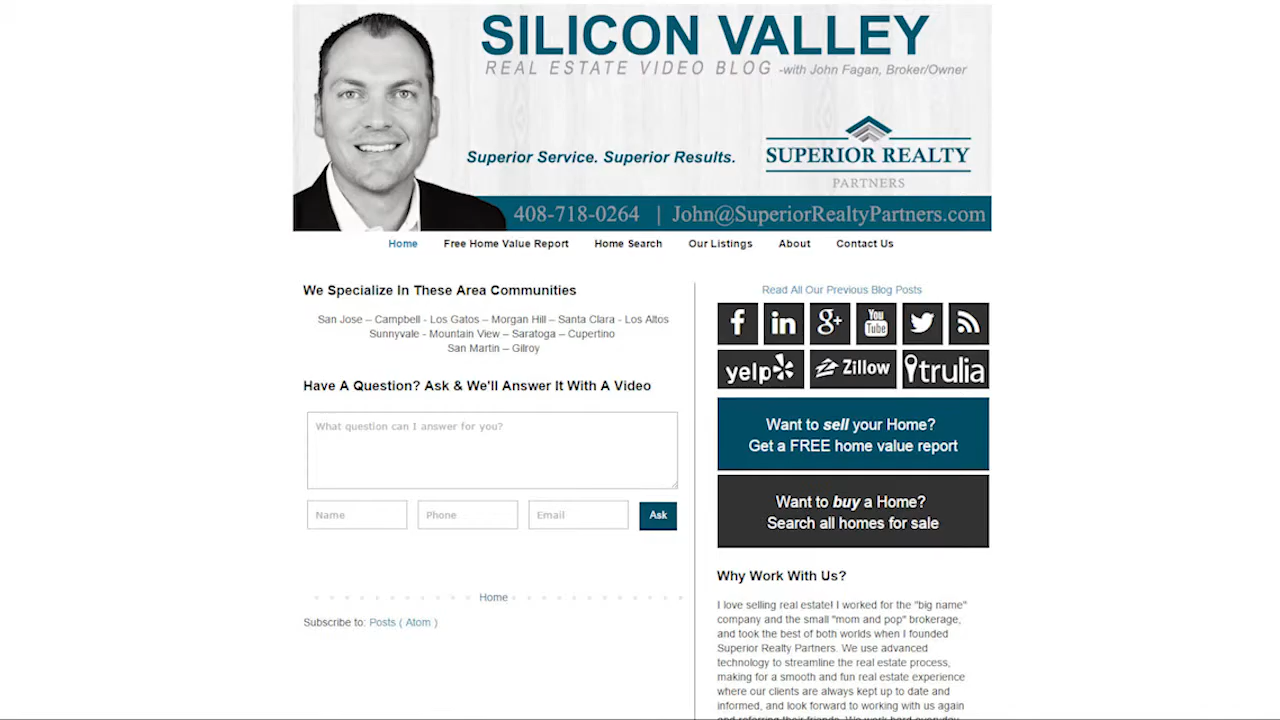 SILICON VALLEY
REAL ESTATE VIDEO BLOG -with John Fagan, Broker/Owner
Superior Service. Superior Results.
SUPERIOR REALTY
PARTNERS
408-718-0264 | John@SuperiorRealtyPartners.com
Home Free Home Value Report Home Search Our Listings About Contact Us
We Specialize In These Area Communities
San Jose – Campbell - Los Gatos – Morgan Hill – Santa Clara - Los Altos
Sunnyvale - Mountain View – Saratoga – Cupertino
San Martin – Gilroy
Have A Question? Ask & We'll Answer It With A Video
What question can I answer for you?
Name Phone Email Ask
Home
Subscribe to: Posts ( Atom )
Read All Our Previous Blog Posts
f in g+ You Tube
yelp Zillow trulia
Want to sell your Home?
Get a FREE home value report
Want to buy a Home?
Search all homes for sale
Why Work With Us?
I love selling real estate! I worked for the "big name"
company and the small "mom and pop" brokerage,
and took the best of both worlds when I founded
Superior Realty Partners. We use advanced
technology to streamline the real estate process,
making for a smooth and fun real estate experience
where our clients are always kept up to date and
informed, and look forward to working with us again
and referring their friends. We work hard everyday